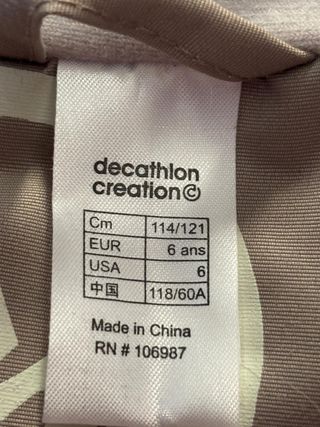 decathlon
creation©
Cm 114/121
EUR 6 ans
USA 6
中国 118/60A
Made in China
RN # 106987